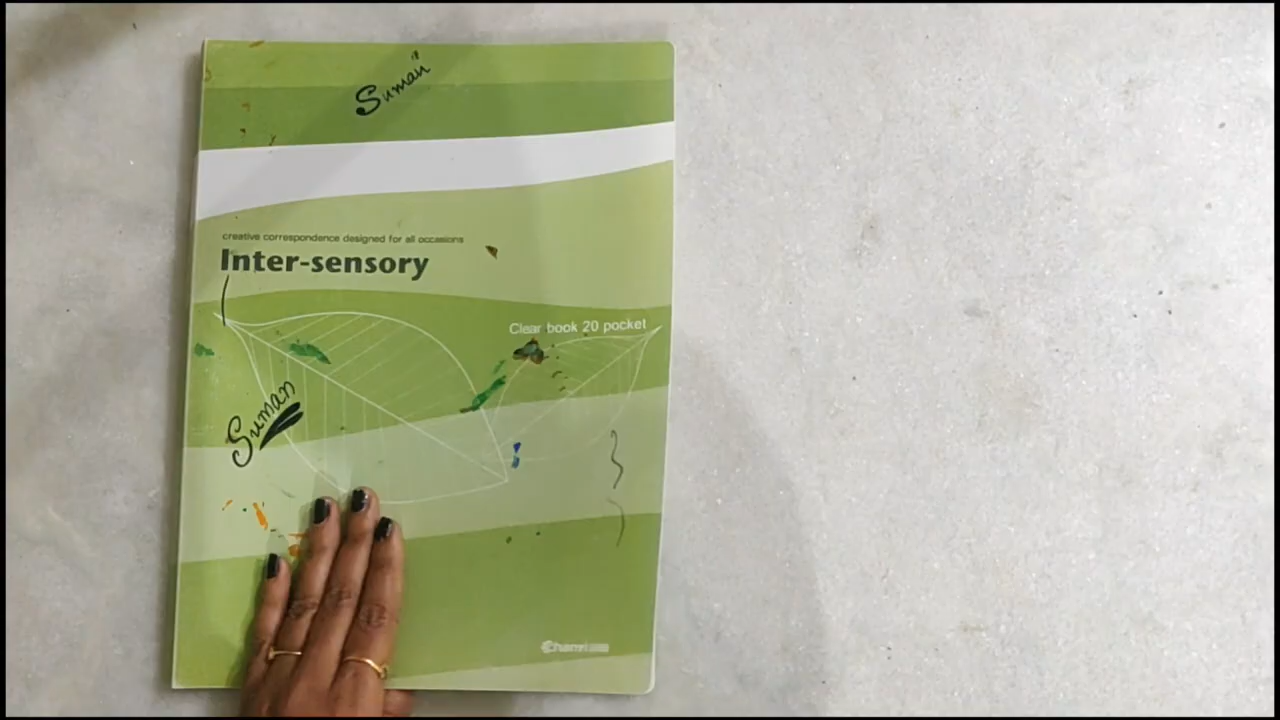 Suman
creative correspondence designed for all occasions
Inter-sensory
Clear book 20 pocket
Suman